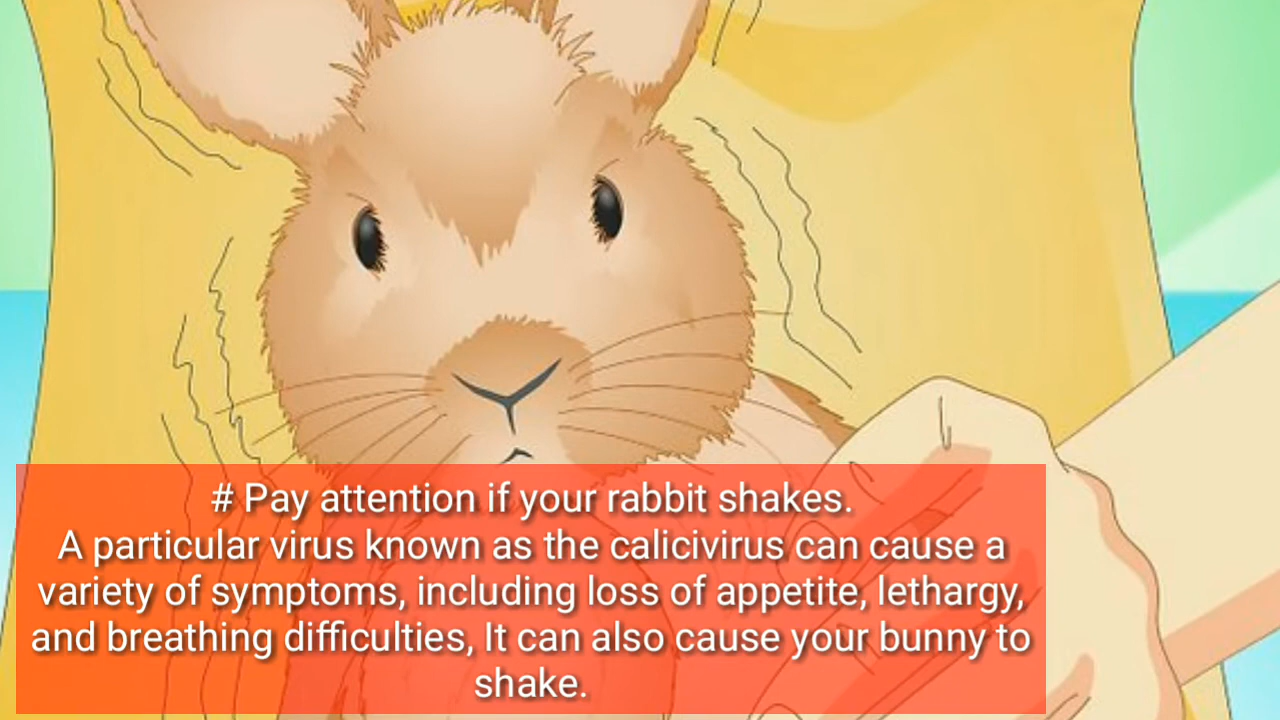 # Pay attention if your rabbit shakes.
A particular virus known as the calicivirus can cause a
variety of symptoms, including loss of appetite, lethargy,
and breathing difficulties, It can also cause your bunny to
shake.